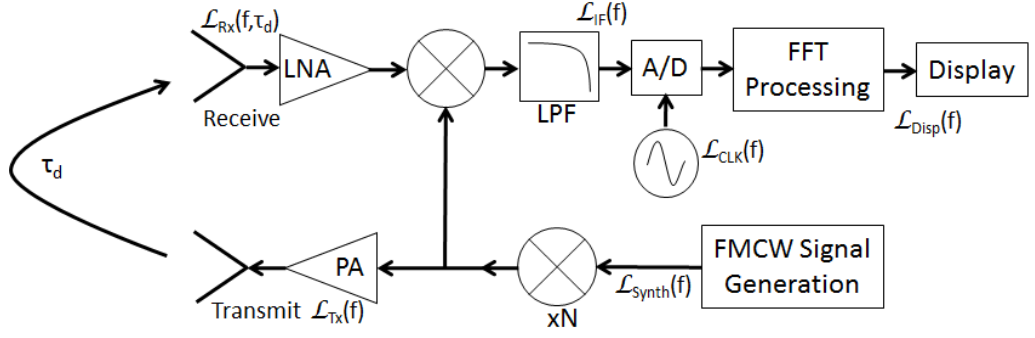 ℒRx(f,τd)
LNA
Receive
LPF
ℒIF(f)
A/D
ℒCLK(f)
FFT
Processing
Display
ℒDisp(f)
τd
PA
Transmit ℒTx(f)
xN
ℒSynth(f)
FMCW Signal
Generation